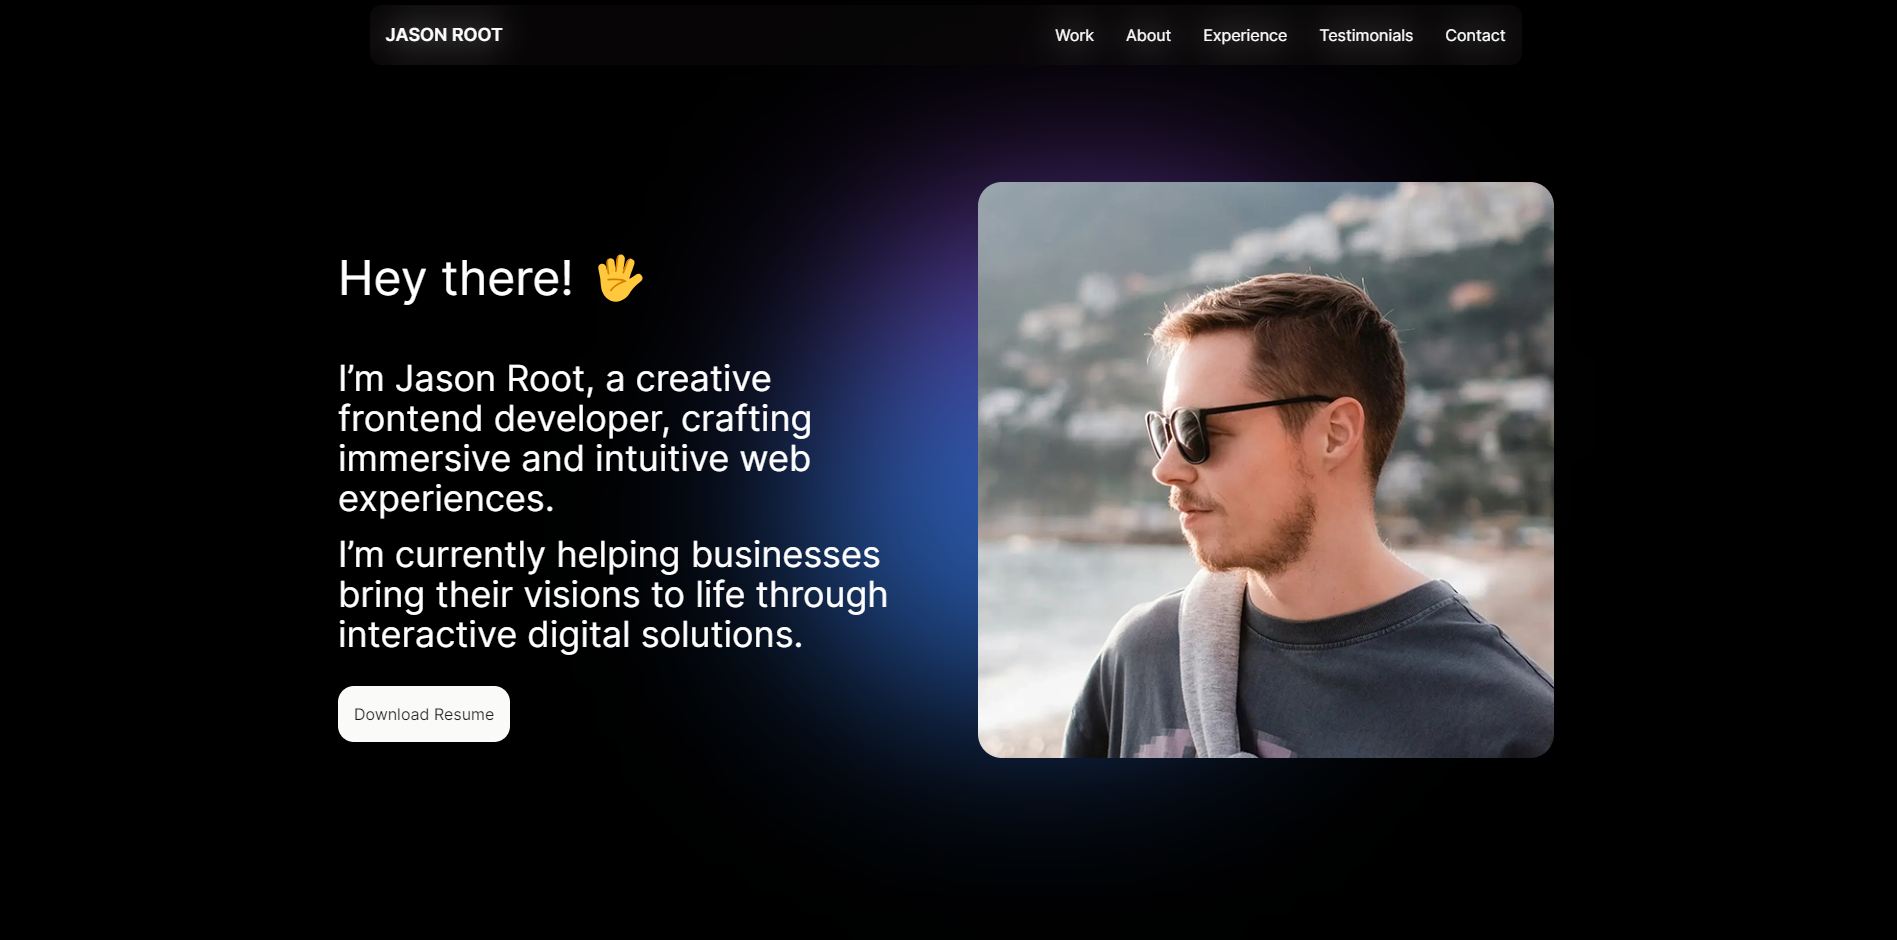 JASON ROOT
Work
About
Experience
Testimonials
Contact
Hey there! 🖐
I’m Jason Root, a creative
frontend developer, crafting
immersive and intuitive web
experiences.
I’m currently helping businesses
bring their visions to life through
interactive digital solutions.
Download Resume